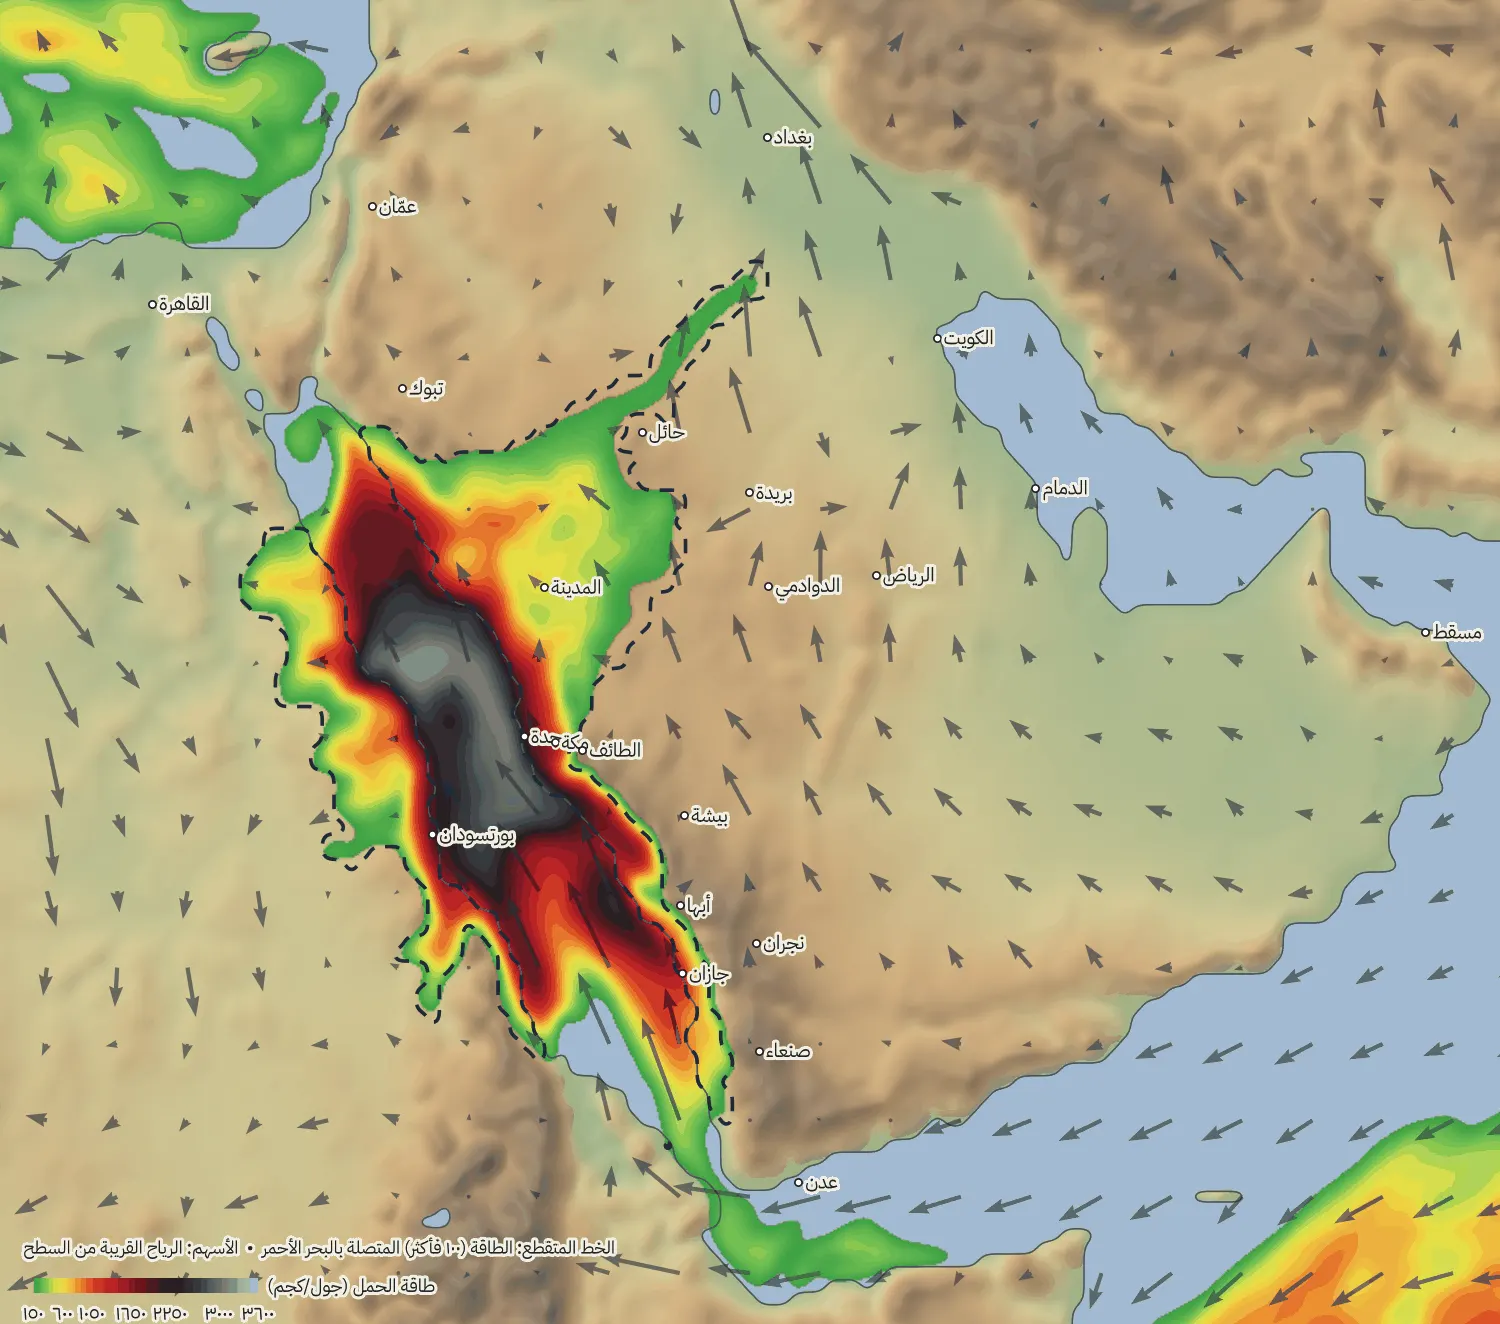 بغداد
عمّان
القاهرة
الكويت
تبوك
حائل
الدمام
بريدة
الرياض
الدوادمي
المدينة
مسقط
جدة
مكة
الطائف
بيشة
بورتسودان
أبها
نجران
جازان
صنعاء
عدن
الخط المتقطع: الطاقة (١٠٠ فأكثر) المتصلة بالبحر الأحمر • الأسهم: الرياح القريبة من السطح
طاقة الحمل (جول/كجم)
١٥٠ ٦٠٠ ١٠٥٠ ١٦٥٠ ٢٢٥٠ ٣٠٠٠ ٣٦٠٠